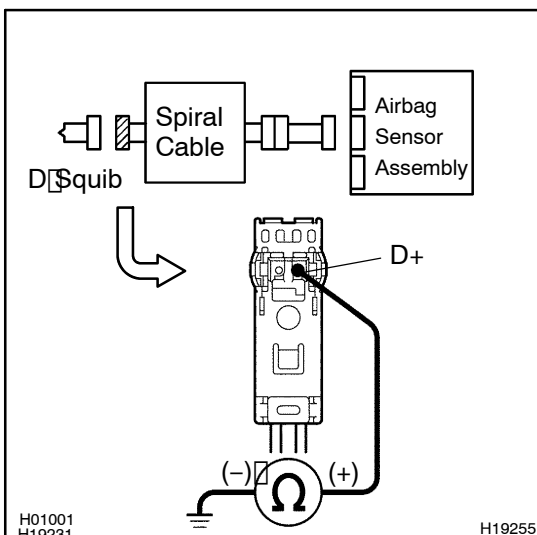 Spiral
Cable
Airbag
Sensor
Assembly
D Squib
D+
(−)
(+)
Ω
H01001
H19231
H19255